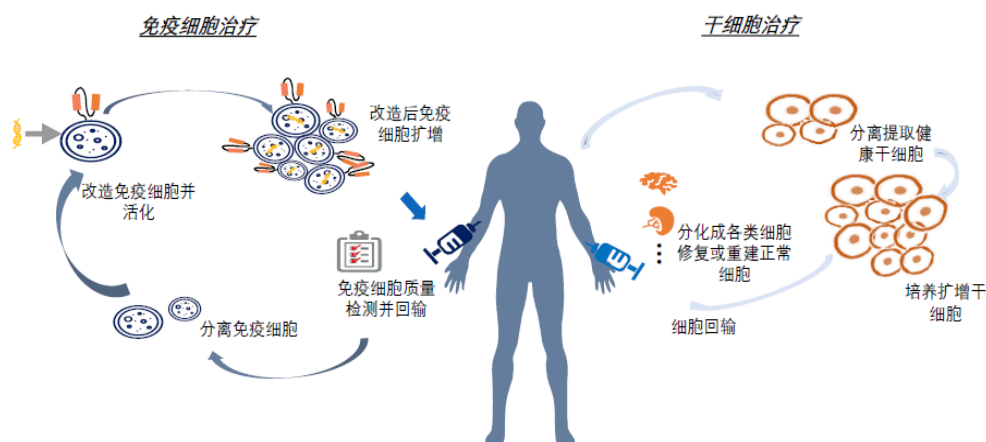 免疫细胞治疗
干细胞治疗
改造后免疫
细胞扩增
改造免疫细胞并
活化
免疫细胞质量
检测并回输
分离免疫细胞
分离提取健
康干细胞
分化成各类细胞
修复或重建正常
细胞
培养扩增干
细胞
细胞回输